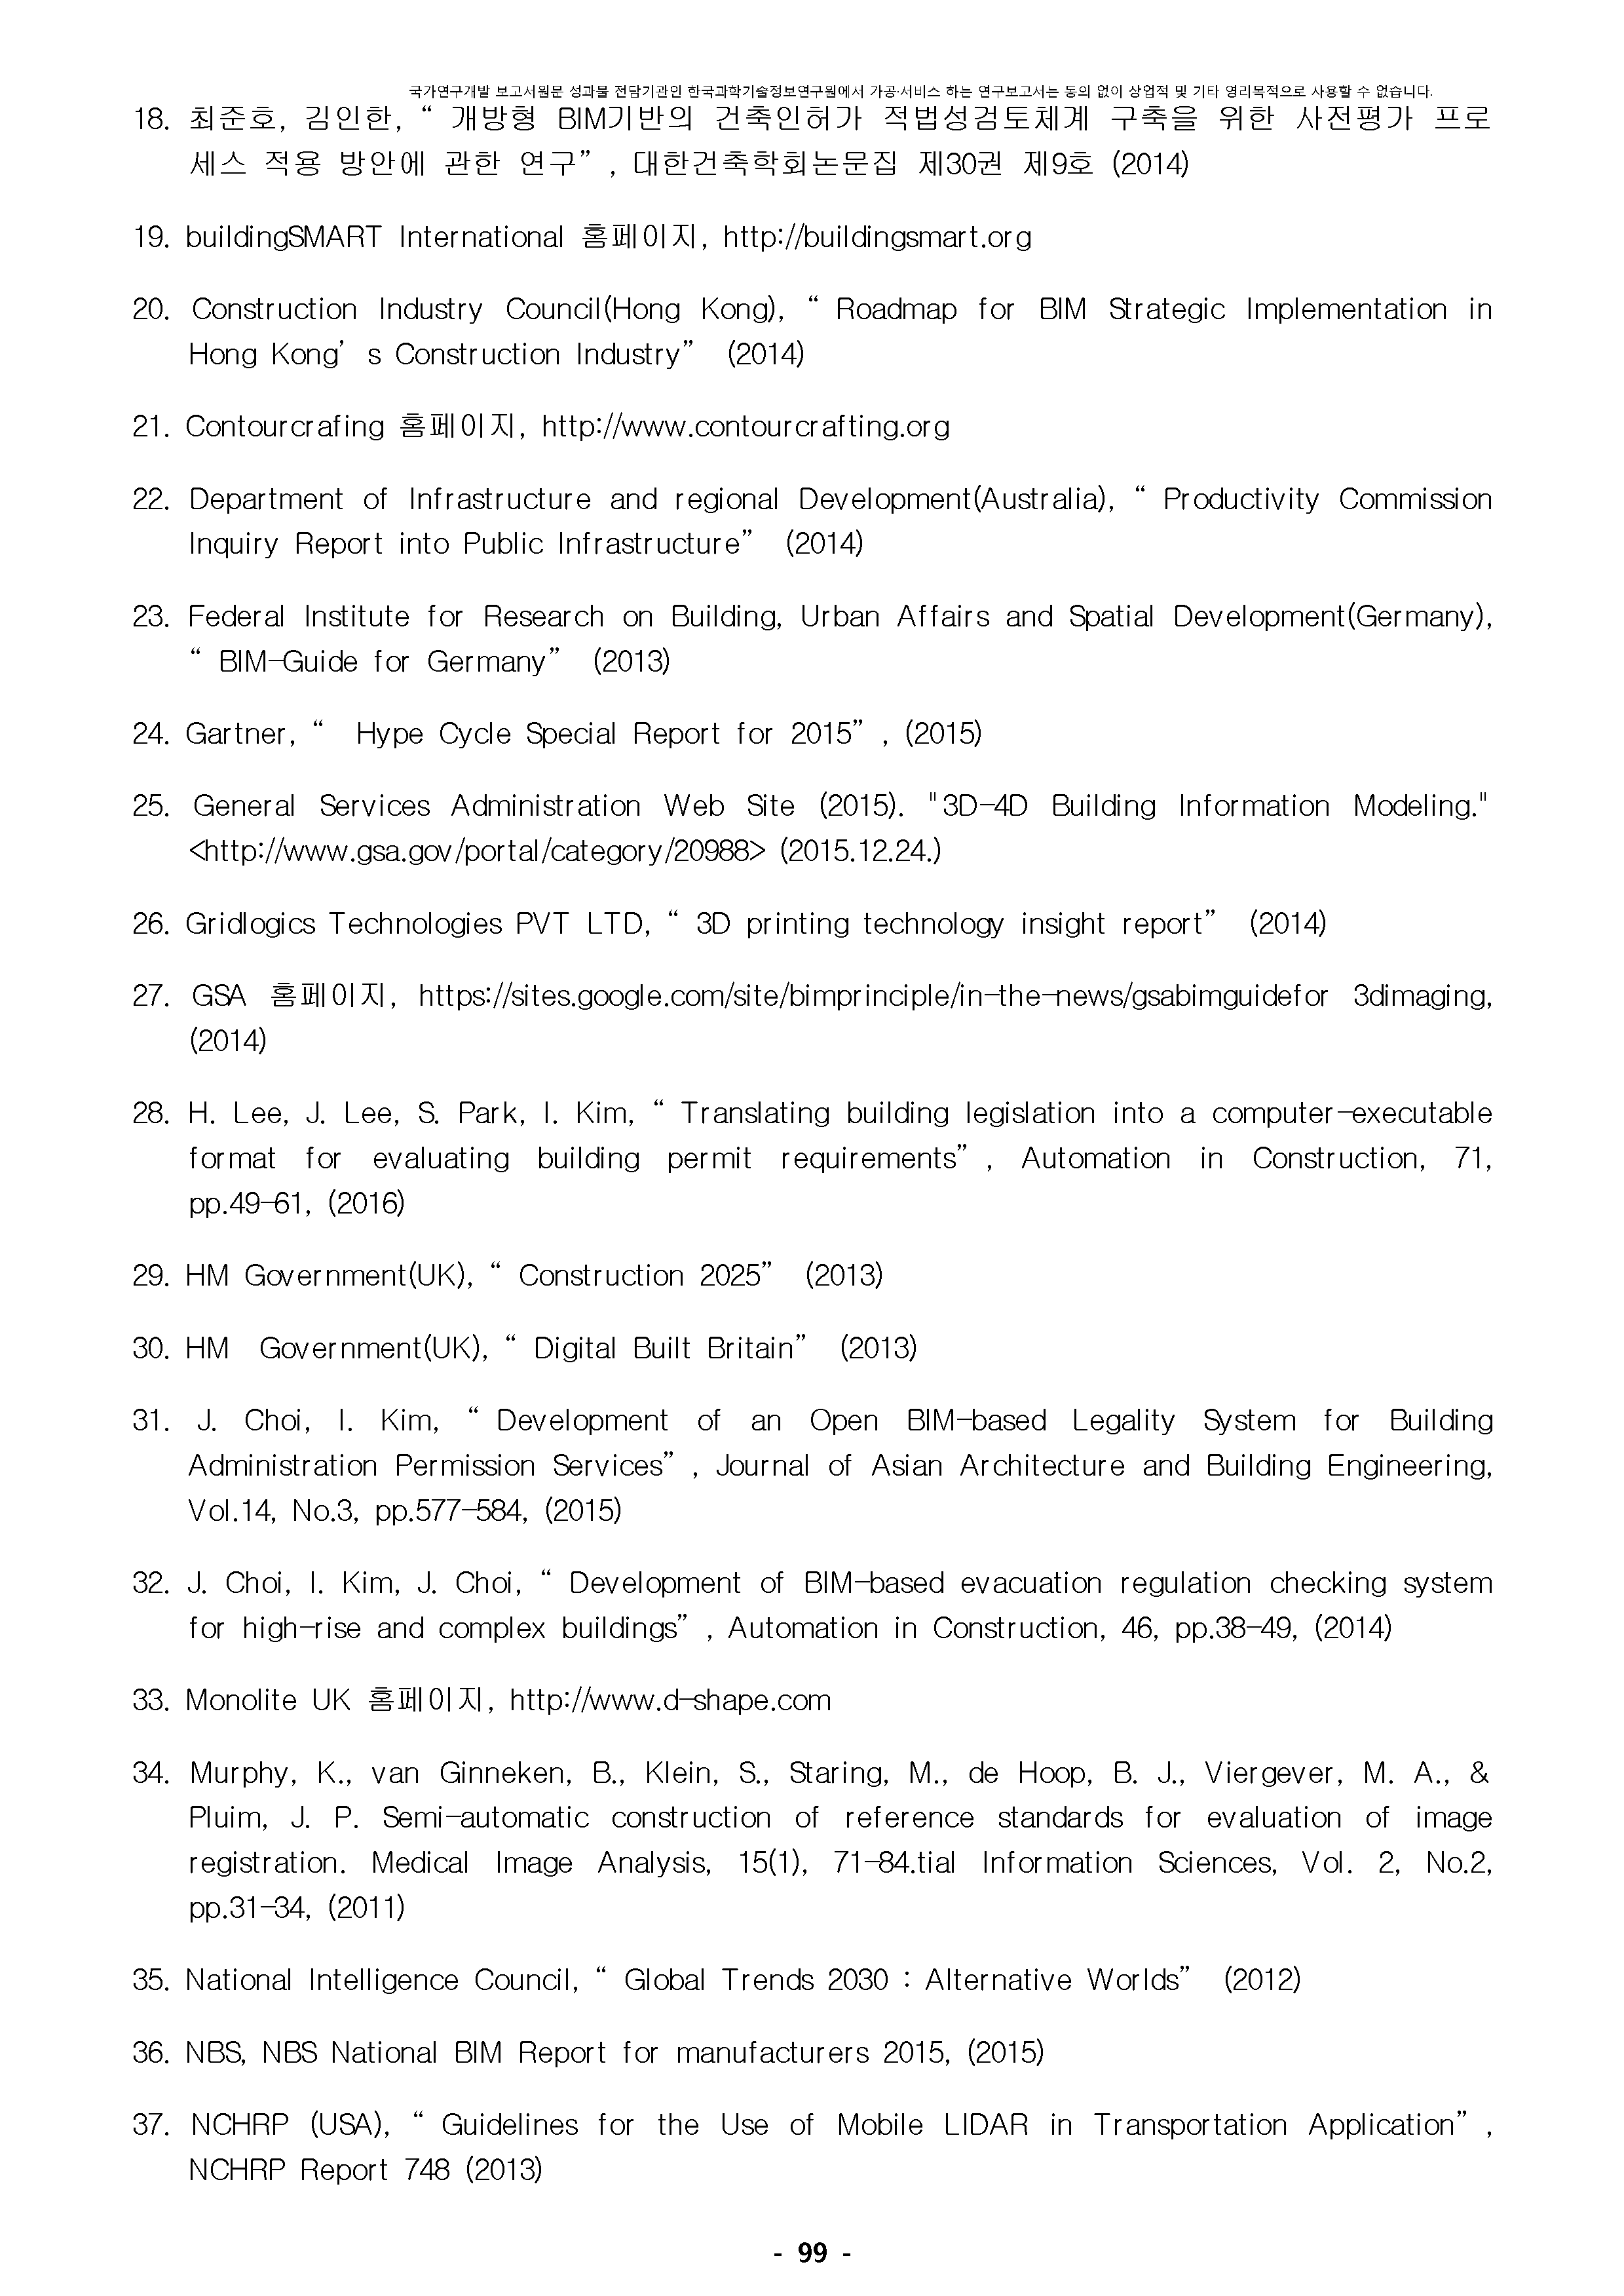 국가연구개발 보고서원문 성과물 전담기관인 한국과학기술정보연구원에서 가공·서비스 하는 연구보고서는 동의 없이 상업적 및 기타 영리목적으로 사용할 수 없습니다.
18. 최준호, 김인한, “ 개방형 BIM기반의 건축인허가 적법성검토체계 구축을 위한 사전평가 프로
세스 적용 방안에 관한 연구” , 대한건축학회논문집 제30권 제9호 (2014)
19. buildingSMART International 홈페이지, http://buildingsmart.org
20. Construction Industry Council(Hong Kong), “ Roadmap for BIM Strategic Implementation in
Hong Kong’ s Construction Industry” (2014)
21. Contourcrafing 홈페이지, http://www.contourcrafting.org
22. Department of Infrastructure and regional Development(Australia), “ Productivity Commission
Inquiry Report into Public Infrastructure” (2014)
23. Federal Institute for Research on Building, Urban Affairs and Spatial Development(Germany),
“ BIM-Guide for Germany” (2013)
24. Gartner, “ Hype Cycle Special Report for 2015” , (2015)
25. General Services Administration Web Site (2015). "3D-4D Building Information Modeling."
<http://www.gsa.gov/portal/category/20988> (2015.12.24.)
26. Gridlogics Technologies PVT LTD, “ 3D printing technology insight report” (2014)
27. GSA 홈페이지, https://sites.google.com/site/bimprinciple/in-the-news/gsabimguidefor 3dimaging,
(2014)
28. H. Lee, J. Lee, S. Park, I. Kim, “ Translating building legislation into a computer-executable
format for evaluating building permit requirements” , Automation in Construction, 71,
pp.49-61, (2016)
29. HM Government(UK), “ Construction 2025” (2013)
30. HM Government(UK), “ Digital Built Britain” (2013)
31. J. Choi, I. Kim, “ Development of an Open BIM-based Legality System for Building
Administration Permission Services” , Journal of Asian Architecture and Building Engineering,
Vol.14, No.3, pp.577-584, (2015)
32. J. Choi, I. Kim, J. Choi, “ Development of BIM-based evacuation regulation checking system
for high-rise and complex buildings” , Automation in Construction, 46, pp.38-49, (2014)
33. Monolite UK 홈페이지, http://www.d-shape.com
34. Murphy, K., van Ginneken, B., Klein, S., Staring, M., de Hoop, B. J., Viergever, M. A., &
Pluim, J. P. Semi-automatic construction of reference standards for evaluation of image
registration. Medical Image Analysis, 15(1), 71-84.tial Information Sciences, Vol. 2, No.2,
pp.31-34, (2011)
35. National Intelligence Council, “ Global Trends 2030 : Alternative Worlds” (2012)
36. NBS, NBS National BIM Report for manufacturers 2015, (2015)
37. NCHRP (USA), “ Guidelines for the Use of Mobile LIDAR in Transportation Application” ,
NCHRP Report 748 (2013)
- 99 -